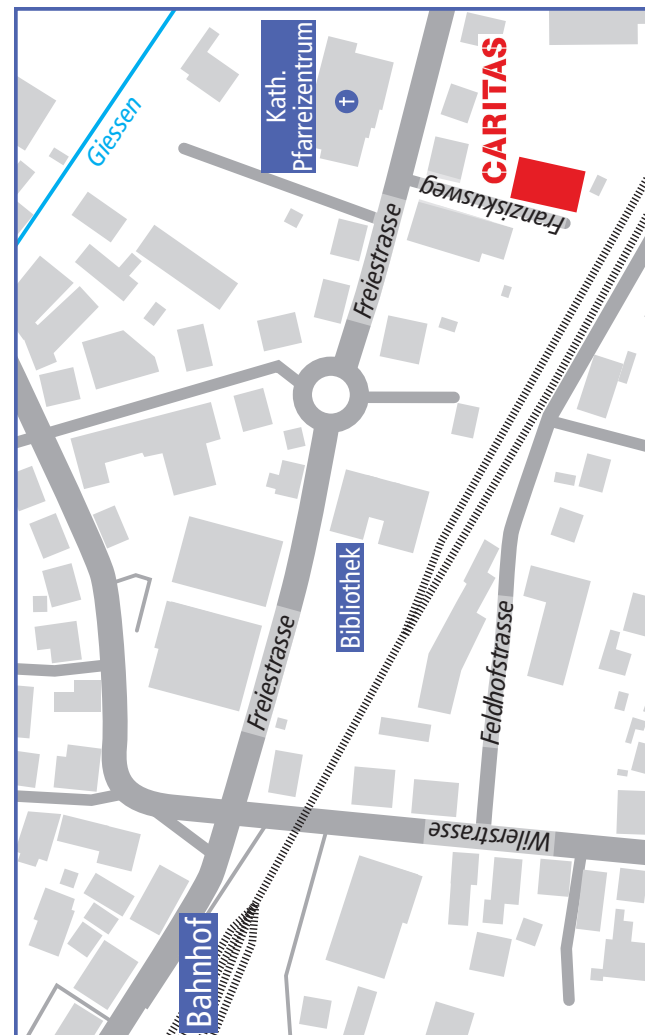 Giessen
Kath.
Pfarreizentrum
CARITAS
Franziskusweg
Freiestrasse
Bibliothek
Freiestrasse
Feldhofstrasse
Wilerstrasse
Bahnhof